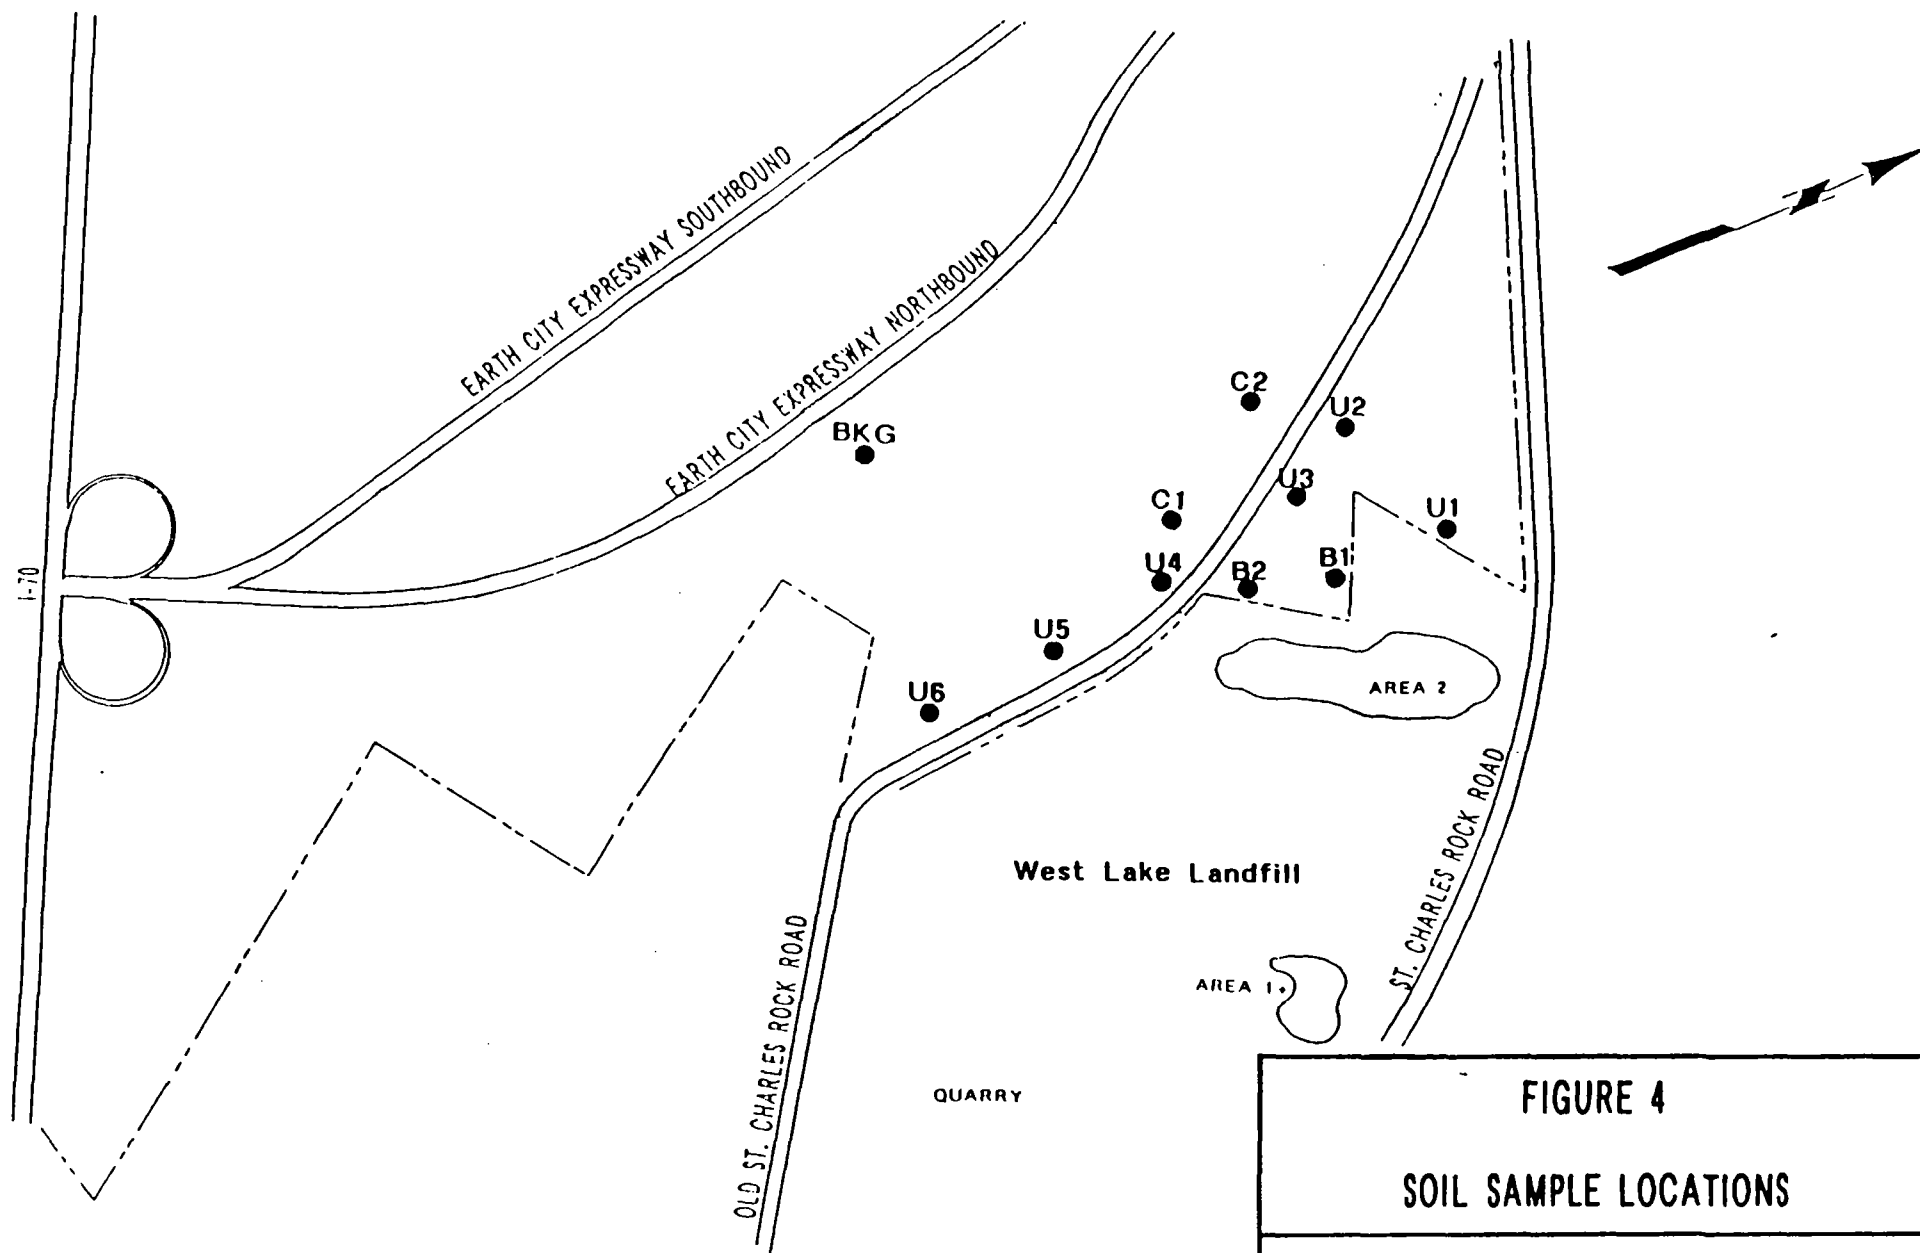 EARTH CITY EXPRESSWAY SOUTHBOUND
EARTH CITY EXPRESSWAY NORTHBOUND
C2
U2
BKG
U3
C1
U1
I-70
U4
B2
B1
U5
AREA 2
U6
West Lake Landfill
ST. CHARLES ROCK ROAD
OLD ST. CHARLES ROCK ROAD
AREA 1
QUARRY
FIGURE 4
SOIL SAMPLE LOCATIONS